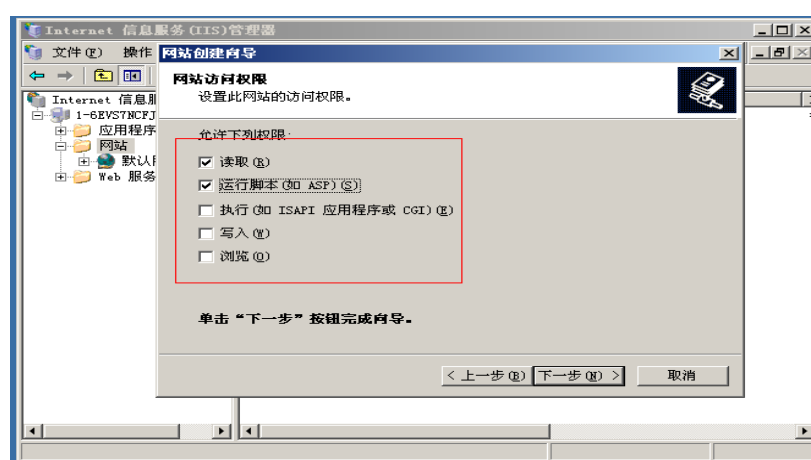 Internet 信息服务(IIS)管理器
文件(F) 操作
网站创建向导
网站访问权限
设置此网站的访问权限。
Internet 信息服
1-6EVS7NCFJ
应用程序
网站
默认
Web 服务
允许下列权限:
读取(R)
运行脚本(如 ASP)(S)
执行(如 ISAPI 应用程序或 CGI)(E)
写入(W)
浏览(O)
单击“下一步”按钮完成向导。
< 上一步(B) 下一步(N) > 取消